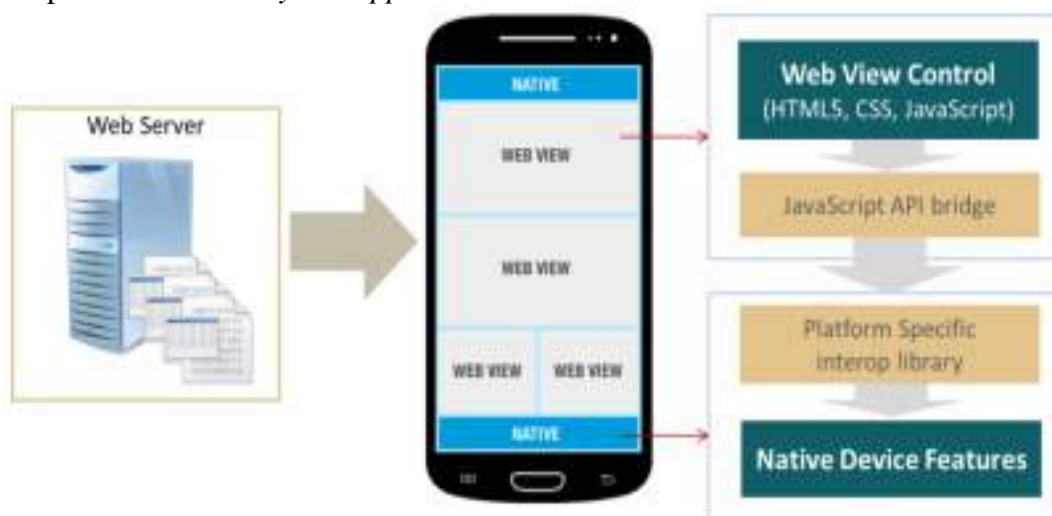 Web Server
NATIVE
WEB VIEW
WEB VIEW
WEB VIEW WEB VIEW
NATIVE
Web View Control
(HTML5, CSS, JavaScript)
JavaScript API bridge
Platform Specific
interop library
Native Device Features